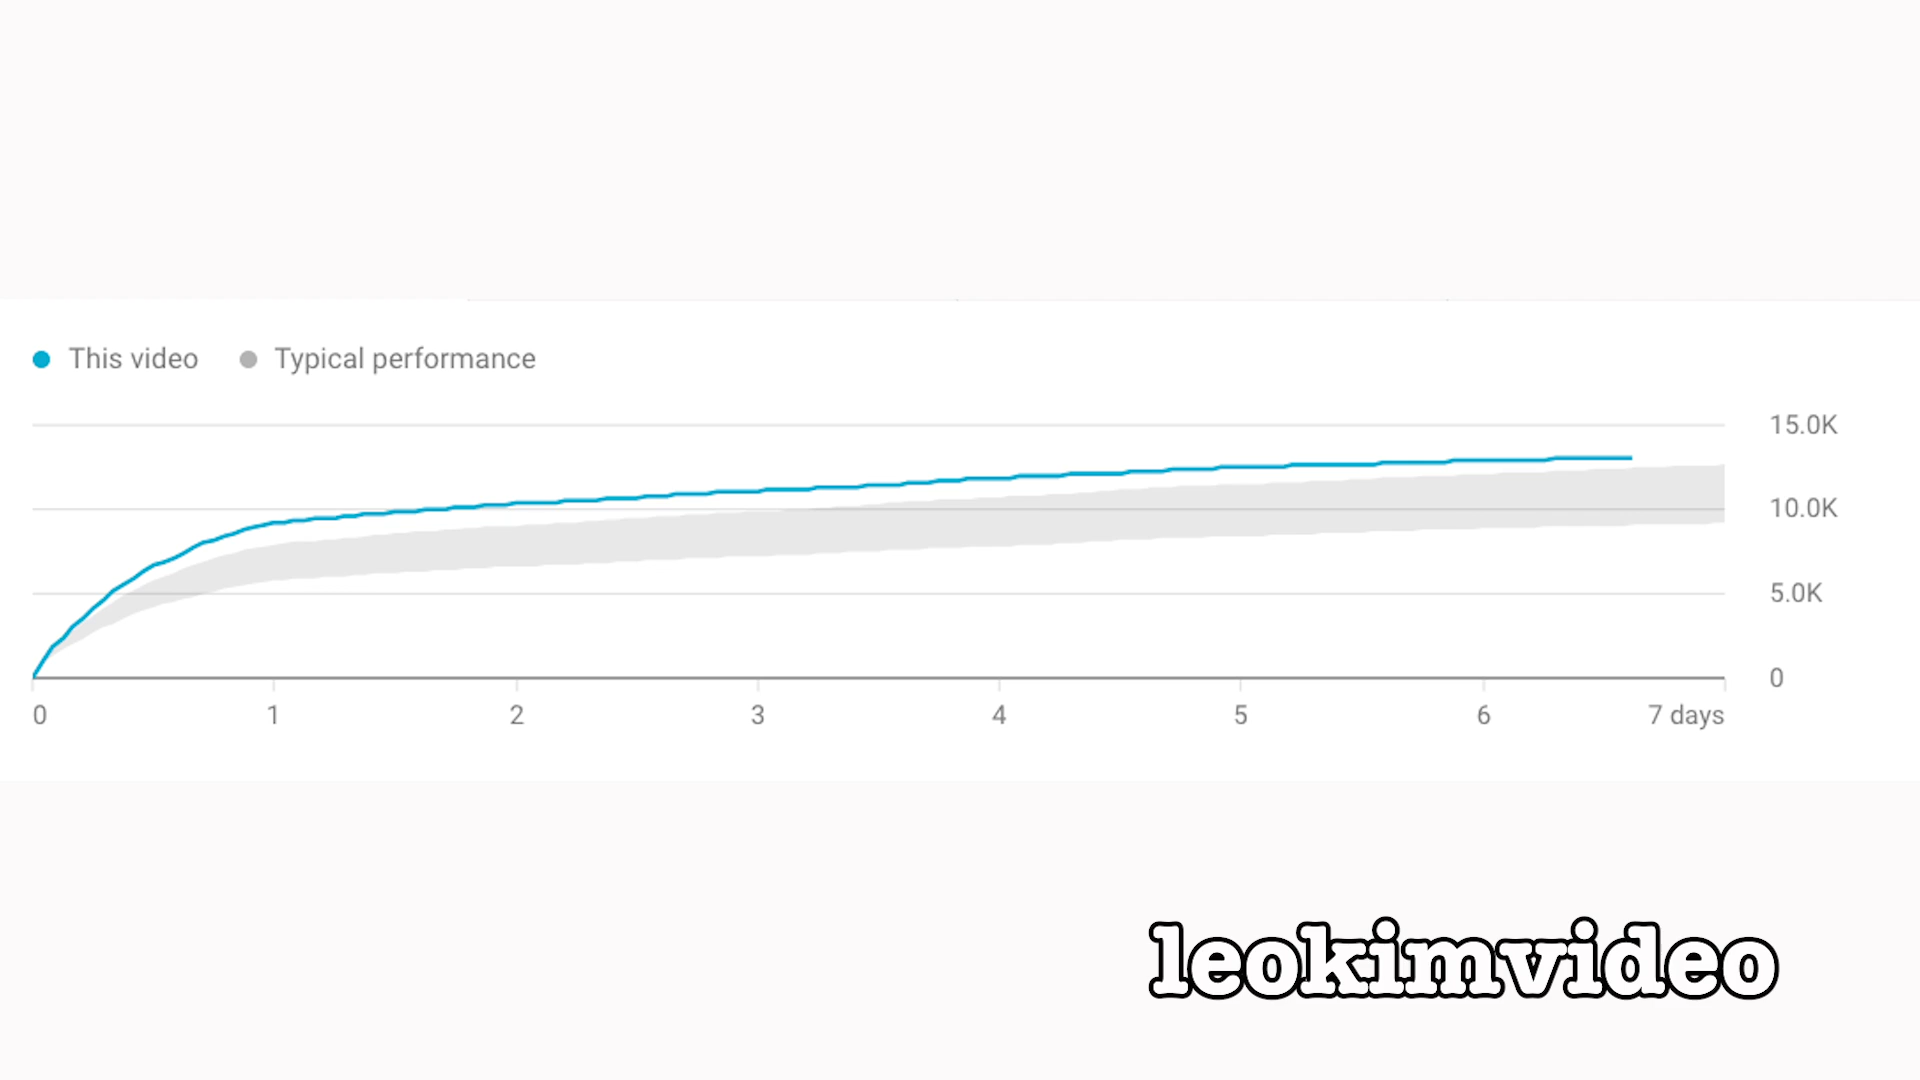 This video Typical performance
15.0K
10.0K
5.0K
0
0 1 2 3 4 5 6 7 days
leokimvideo